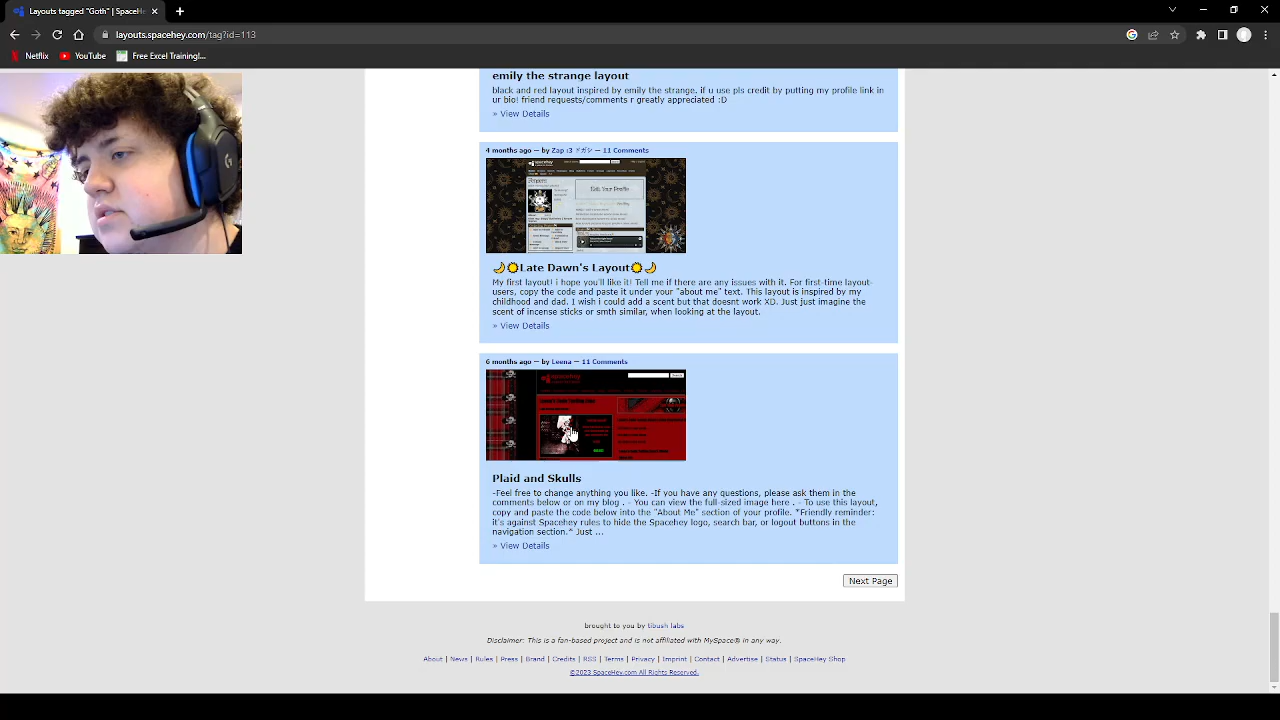 Layouts tagged "Goth" | SpaceHe
layouts.spacehey.com/tag?id=113
Netflix
YouTube
Free Excel Training!...
emily the strange layout
black and red layout inspired by emily the strange. if u use pls credit by putting my profile link in
ur bio! friend requests/comments r greatly appreciated :D
» View Details
4 months ago — by Zap :3 ドガシ — 11 Comments
Edit Your Profile
🌙🌞Late Dawn's Layout🌞🌙
My first layout! i hope you'll like it! Tell me if there are any issues with it. For first-time layout-
users, copy the code and paste it under your "about me" text. This layout is inspired by my
childhood and dad. I wish i could add a scent but that doesnt work XD. Just just imagine the
scent of incense sticks or smth similar, when looking at the layout.
» View Details
6 months ago — by Leena — 11 Comments
Plaid and Skulls
-Feel free to change anything you like. -If you have any questions, please ask them in the
comments below or on my blog . - You can view the full-sized image here . - To use this layout,
copy and paste the code below into the "About Me" section of your profile. *Friendly reminder:
it's against Spacehey rules to hide the Spacehey logo, search bar, or logout buttons in the
navigation section.* Just ...
» View Details
Next Page
brought to you by tibush labs
Disclaimer: This is a fan-based project and is not affiliated with MySpace® in any way.
About | News | Rules | Press | Brand | Credits | RSS | Terms | Privacy | Imprint | Contact | Advertise | Status | SpaceHey Shop
©2023 SpaceHey.com All Rights Reserved.